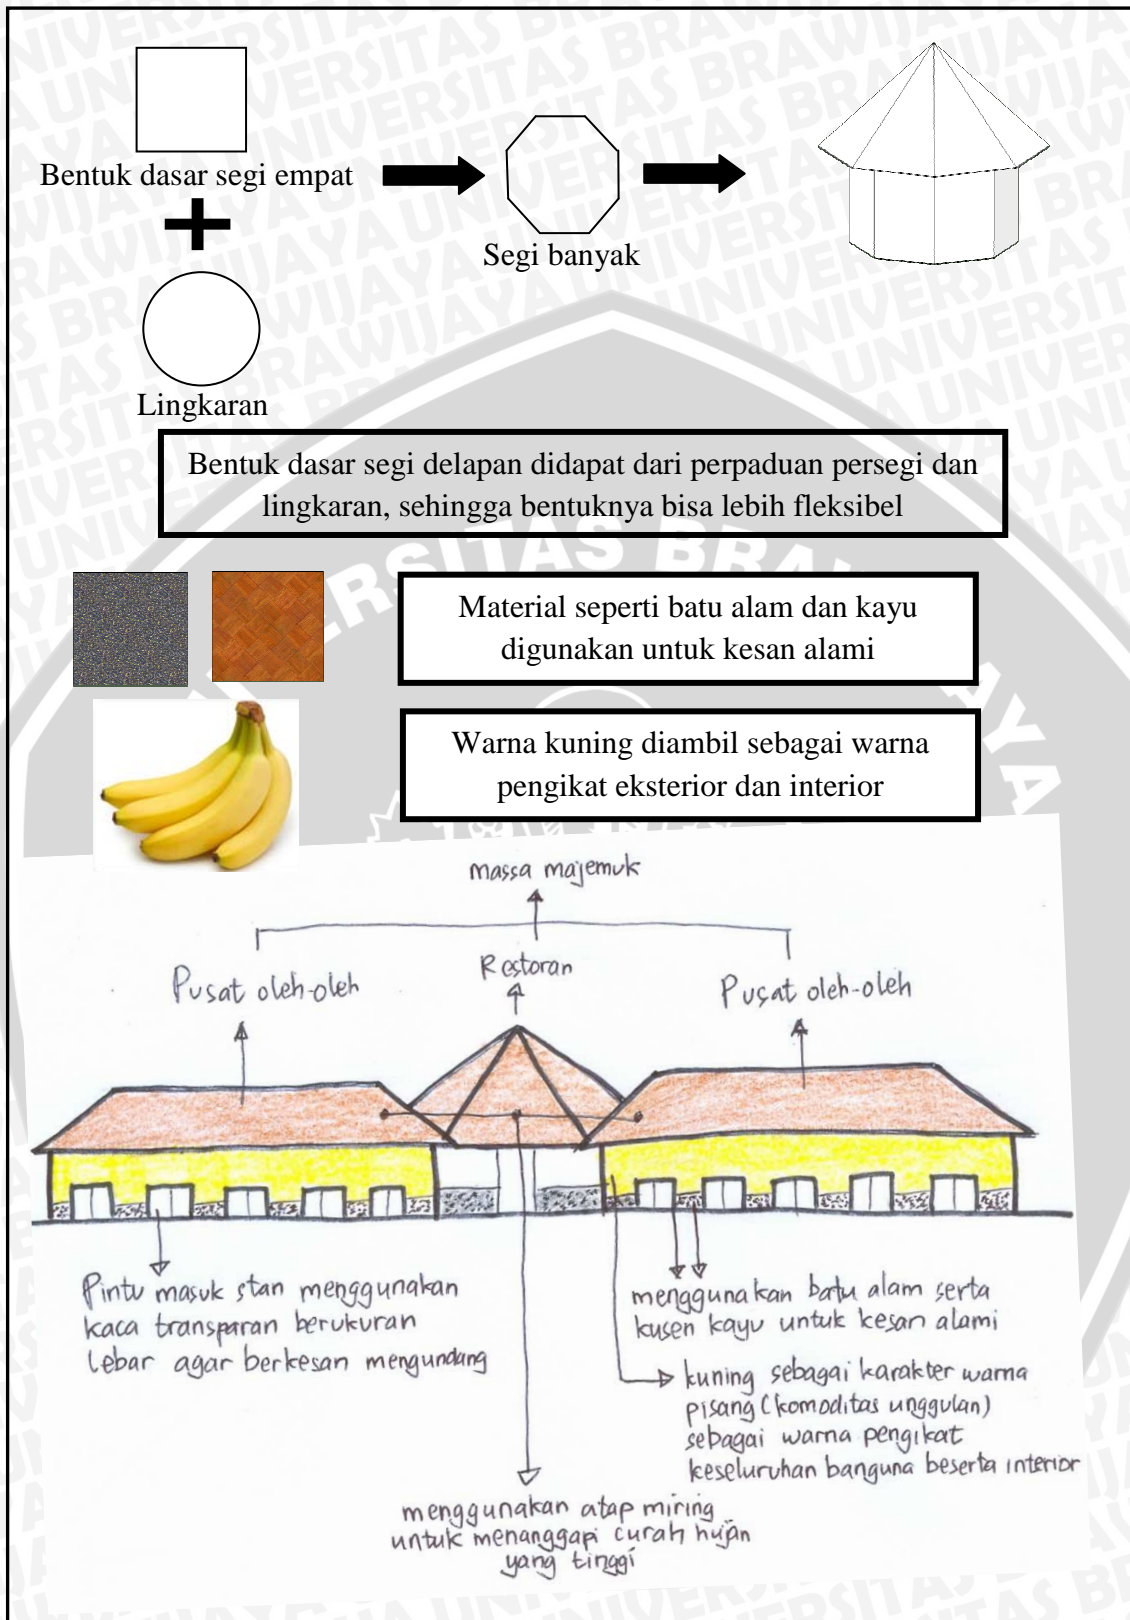 Bentuk dasar segi empat
Segi banyak
Lingkaran
Bentuk dasar segi delapan didapat dari perpaduan persegi dan
lingkaran, sehingga bentuknya bisa lebih fleksibel
Material seperti batu alam dan kayu
digunakan untuk kesan alami
Warna kuning diambil sebagai warna
pengikat eksterior dan interior
massa majemuk
Pusat oleh-oleh
Restoran
Pusat oleh-oleh
Pintu masuk stan menggunakan
kaca transparan berukuran
lebar agar berkesan mengundang
menggunakan batu alam serta
kusen kayu untuk kesan alami
kuning sebagai karakter warna
pisang (komoditas unggulan)
sebagai warna pengikat
keseluruhan banguna beserta interior
menggunakan atap miring
untuk menanggapi curah hujan
yang tinggi